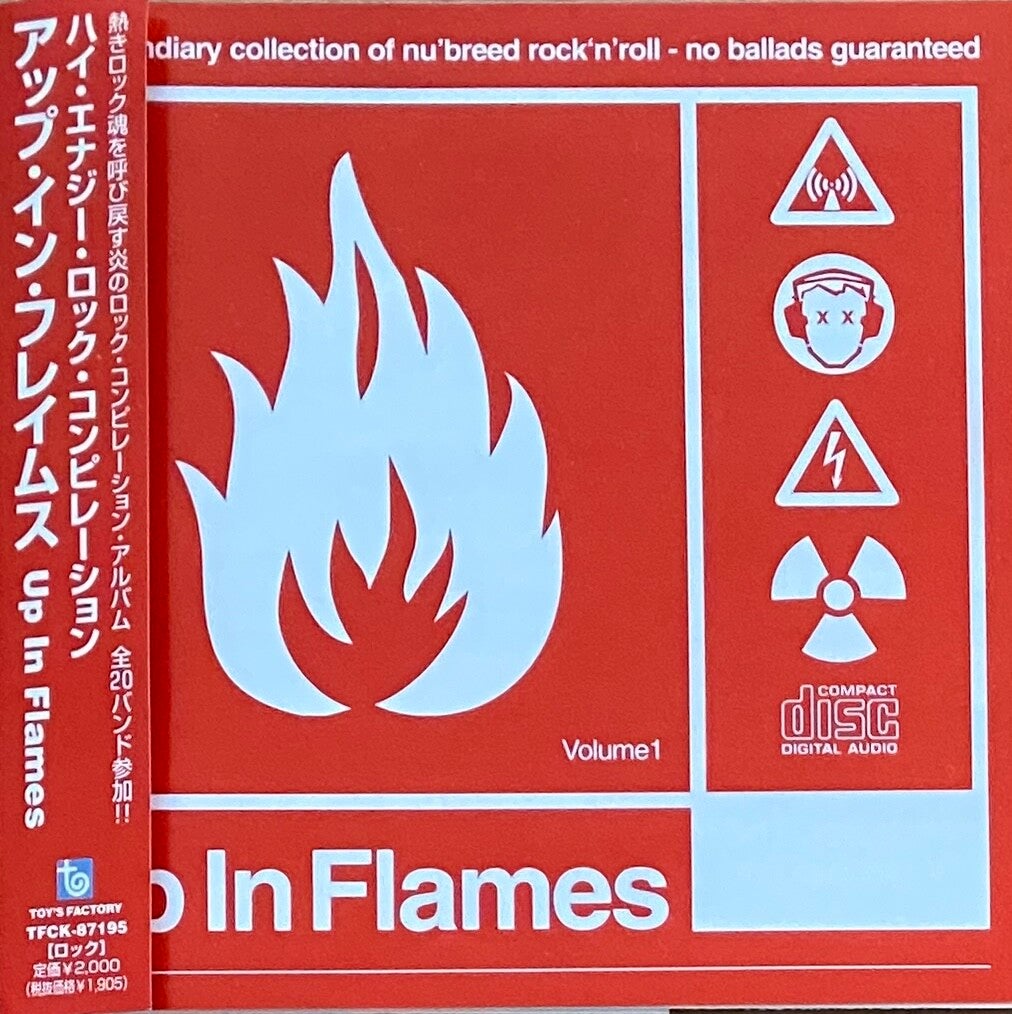 熱きロック魂を呼び戻す炎のロック・コンピレーション・アルバム 全20バンド参加!!
ハイ・エナジー・ロック・コンピレーション
アップ・イン・フレイムス Up In Flames
to
TOY'S FACTORY
TFCK-87195
［ロック］
定価¥2,000
(税抜価格¥1,905)
ndiary collection of nu'breed rock'n'roll - no ballads guaranteed
x x
COMPACT
disc
DIGITAL AUDIO
Volume1
p In Flames